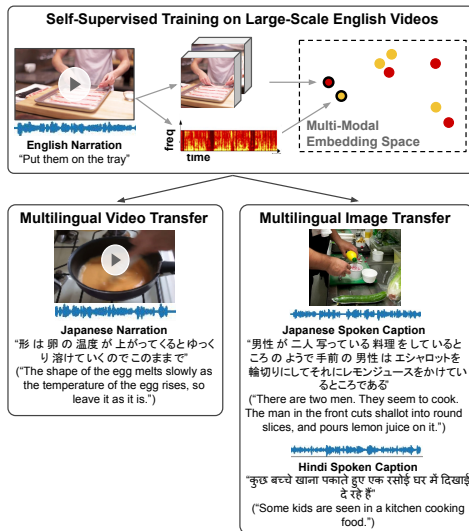 Self-Supervised Training on Large-Scale English Videos
English Narration
"Put them on the tray"
freq
time
Multi-Modal
Embedding Space
Multilingual Video Transfer
Japanese Narration
"形 は 卵 の 温度 が 上がってくるとゆっく
り 溶けていくの でこのままで"
("The shape of the egg melts slowly as
the temperature of the egg rises, so
leave it as it is.")
Multilingual Image Transfer
Japanese Spoken Caption
"男性 が 二人 写っている 料理 を しているとこ
ろ の ようで 手前 の 男性 は エシャロットを
輪切りにしてそれにレモンジュースをかけてい
るところである"
("There are two men. They seem to cook.
The man in the front cuts shallot into round
slices, and pours lemon juice on it.")
Hindi Spoken Caption
"कुछ बच्चे खाना पकाते हुए एक रसोई घर में दिखाई
दे रहे हैं"
("Some kids are seen in a kitchen cooking
food.")